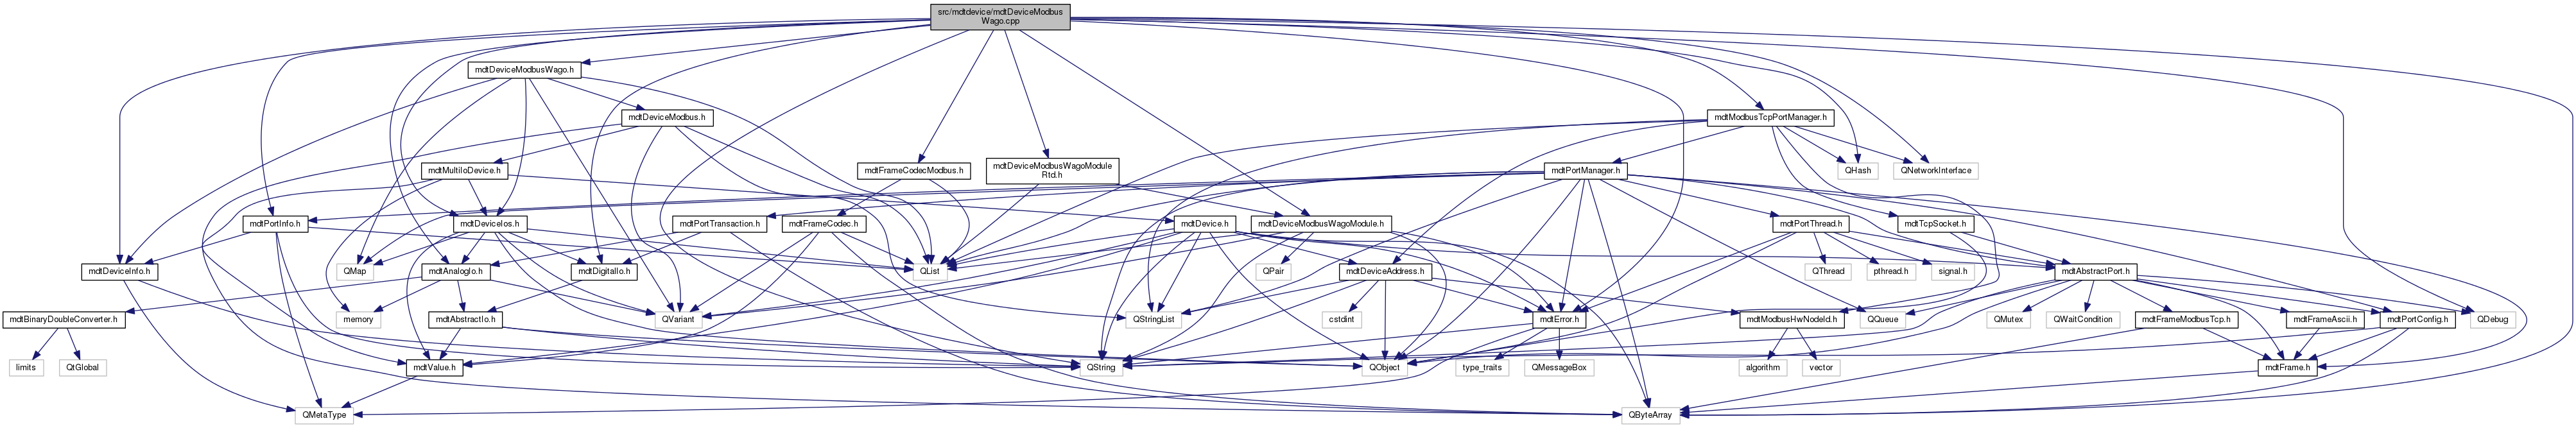 src/mdtdevice/mdtDeviceModbus
Wago.cpp
mdtDeviceModbusWago.h
mdtDeviceModbus.h
mdtModbusTcpPortManager.h
mdtMultiIoDevice.h
mdtFrameCodecModbus.h
mdtDeviceModbusWagoModule
Rtd.h
mdtPortManager.h
QHash
QNetworkInterface
mdtPortInfo.h
mdtDeviceIos.h
mdtPortTransaction.h
mdtFrameCodec.h
mdtDevice.h
mdtDeviceModbusWagoModule.h
mdtPortThread.h
mdtTcpSocket.h
mdtDeviceInfo.h
QMap
mdtAnalogIo.h
mdtDigitalIo.h
QList
QPair
mdtDeviceAddress.h
QThread
pthread.h
signal.h
mdtAbstractPort.h
mdtBinaryDoubleConverter.h
memory
mdtAbstractIo.h
QVariant
QStringList
cstdint
mdtError.h
mdtModbusHwNodeId.h
QQueue
QMutex
QWaitCondition
mdtFrameModbusTcp.h
mdtFrameAscii.h
mdtPortConfig.h
QDebug
limits
QtGlobal
mdtValue.h
QString
QObject
type_traits
QMessageBox
algorithm
vector
mdtFrame.h
QMetaType
QByteArray